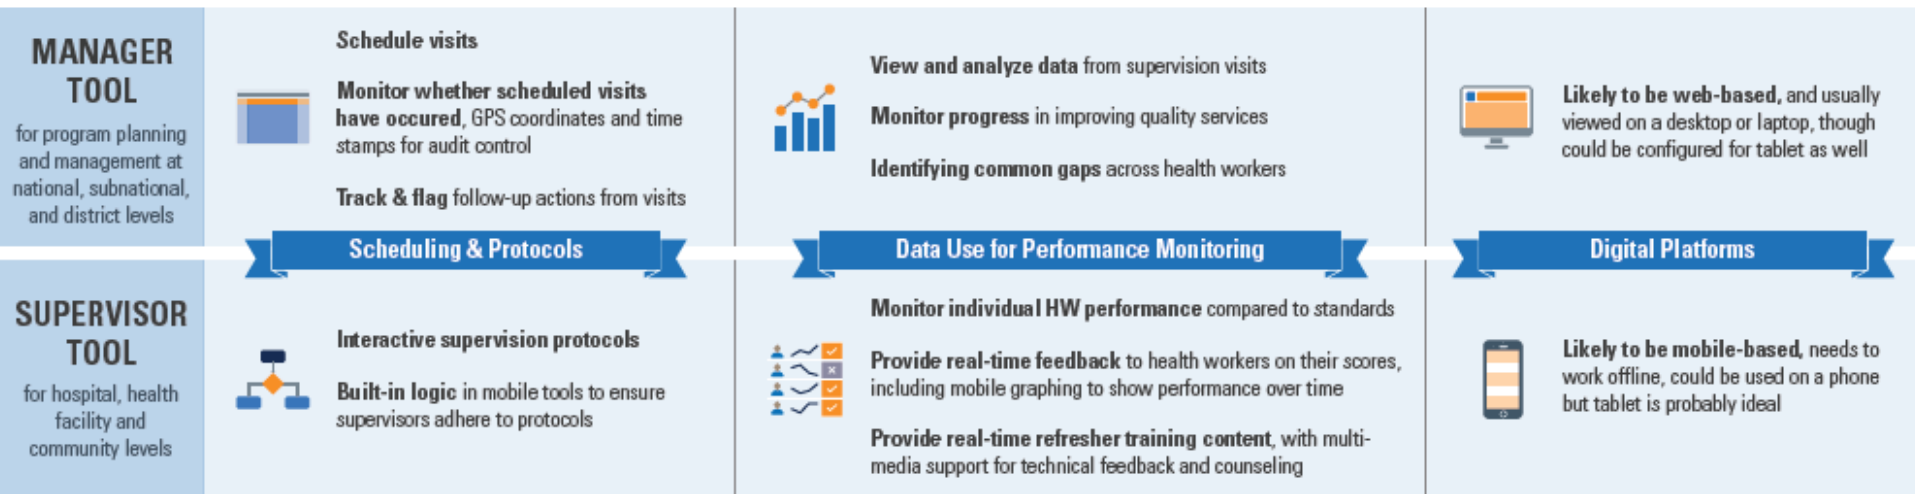 MANAGER
TOOL
for program planning
and management at
national, subnational,
and district levels
Schedule visits
Monitor whether scheduled visits
have occured, GPS coordinates and time
stamps for audit control
Track & flag follow-up actions from visits
View and analyze data from supervision visits
Monitor progress in improving quality services
Identifying common gaps across health workers
Likely to be web-based, and usually
viewed on a desktop or laptop, though
could be configured for tablet as well
Scheduling & Protocols
Data Use for Performance Monitoring
Digital Platforms
SUPERVISOR
TOOL
for hospital, health
facility and
community levels
Interactive supervision protocols
Built-in logic in mobile tools to ensure
supervisors adhere to protocols
Monitor individual HW performance compared to standards
Provide real-time feedback to health workers on their scores,
including mobile graphing to show performance over time
Provide real-time refresher training content, with multi-
media support for technical feedback and counseling
Likely to be mobile-based, needs to
work offline, could be used on a phone
but tablet is probably ideal